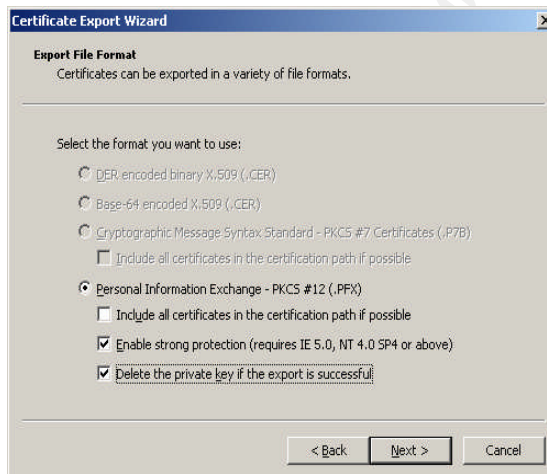 Certificate Export Wizard
Export File Format
Certificates can be exported in a variety of file formats.
Select the format you want to use:
DER encoded binary X.509 (.CER)
Base-64 encoded X.509 (.CER)
Cryptographic Message Syntax Standard - PKCS #7 Certificates (.P7B)
Include all certificates in the certification path if possible
Personal Information Exchange - PKCS #12 (.PFX)
Include all certificates in the certification path if possible
Enable strong protection (requires IE 5.0, NT 4.0 SP4 or above)
Delete the private key if the export is successful
< Back Next > Cancel